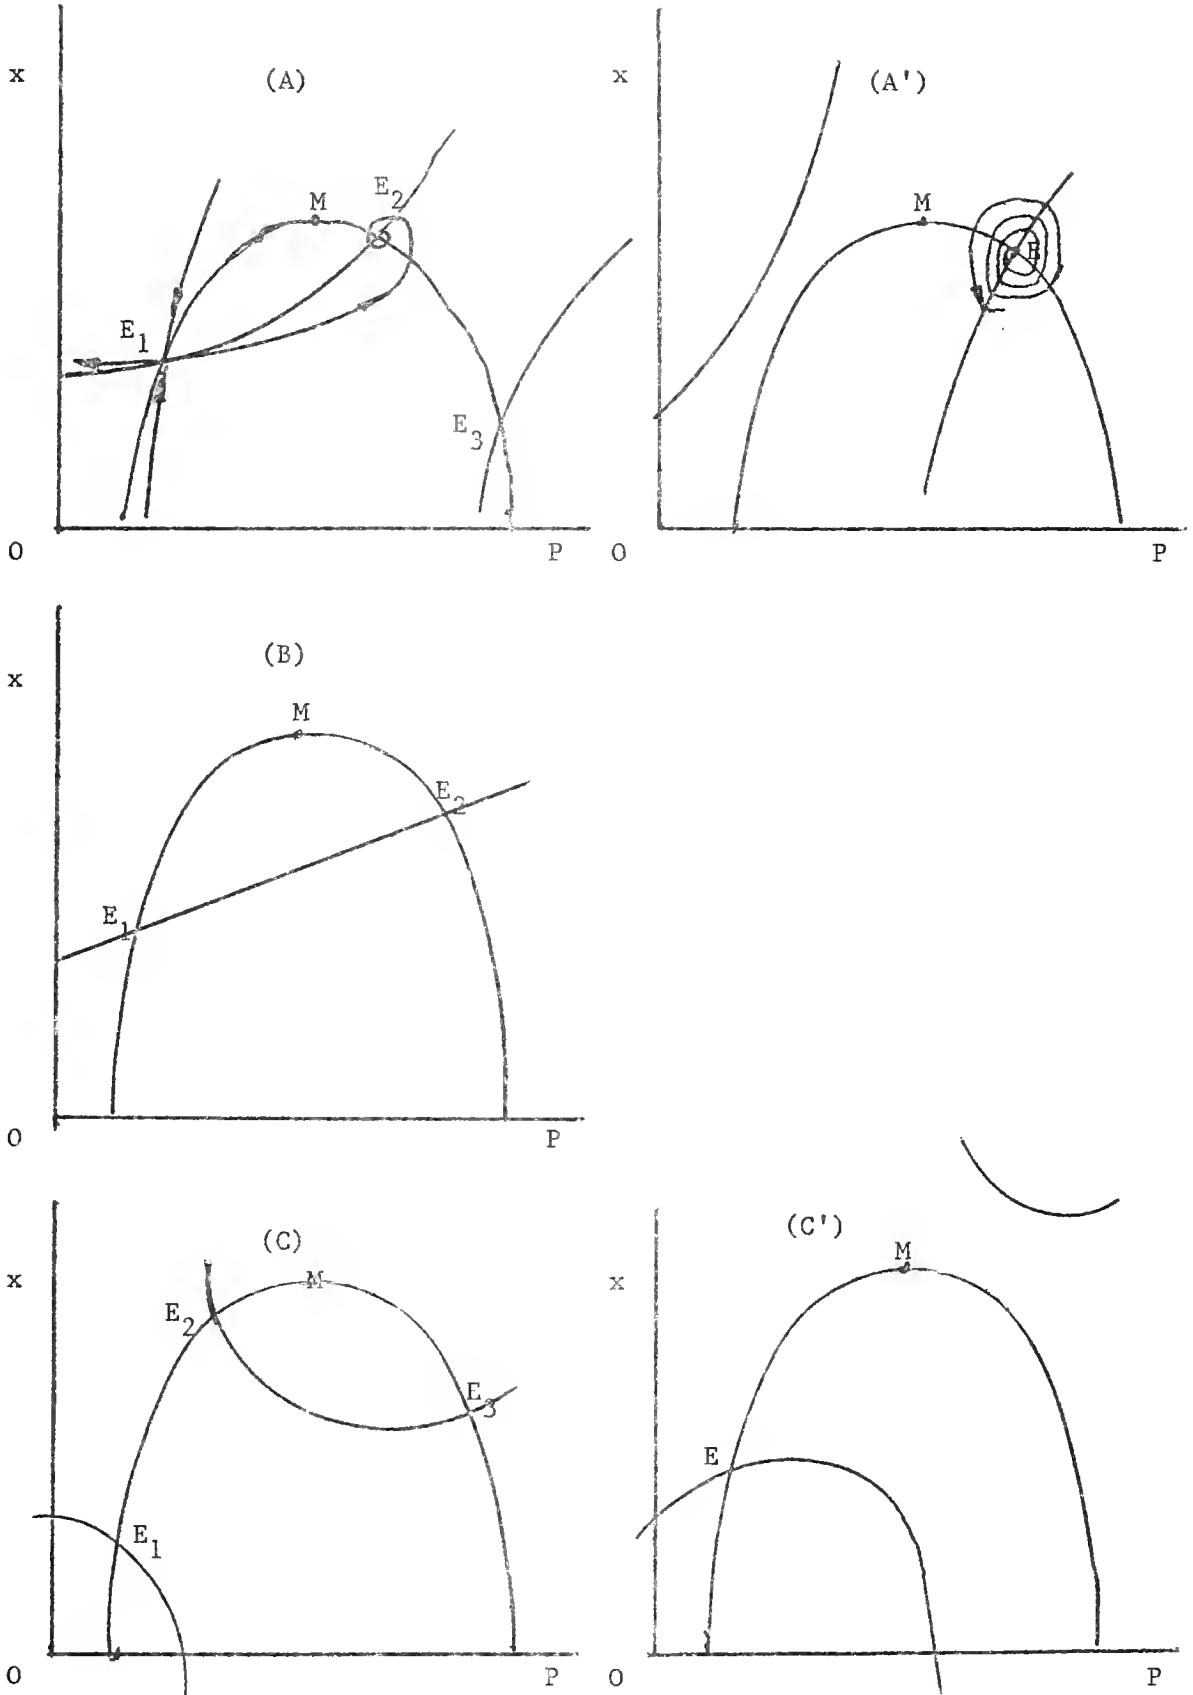 x (A) x (A')
M E2 M
E1 E
E3
O P O P
(B)
x
M
E2
E1
O P
(C) (C')
x M x M
E2
E3
E
E1
O P O P